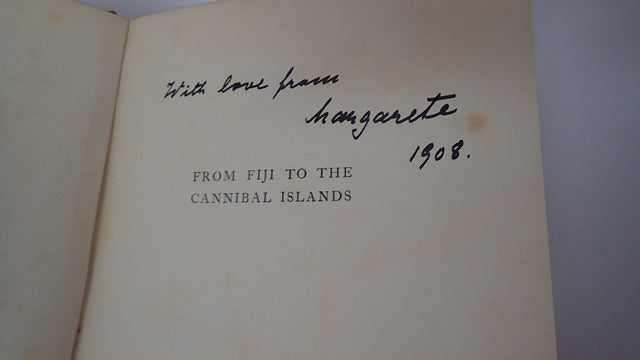 With love from
Margarete
1908.
FROM FIJI TO THE
CANNIBAL ISLANDS